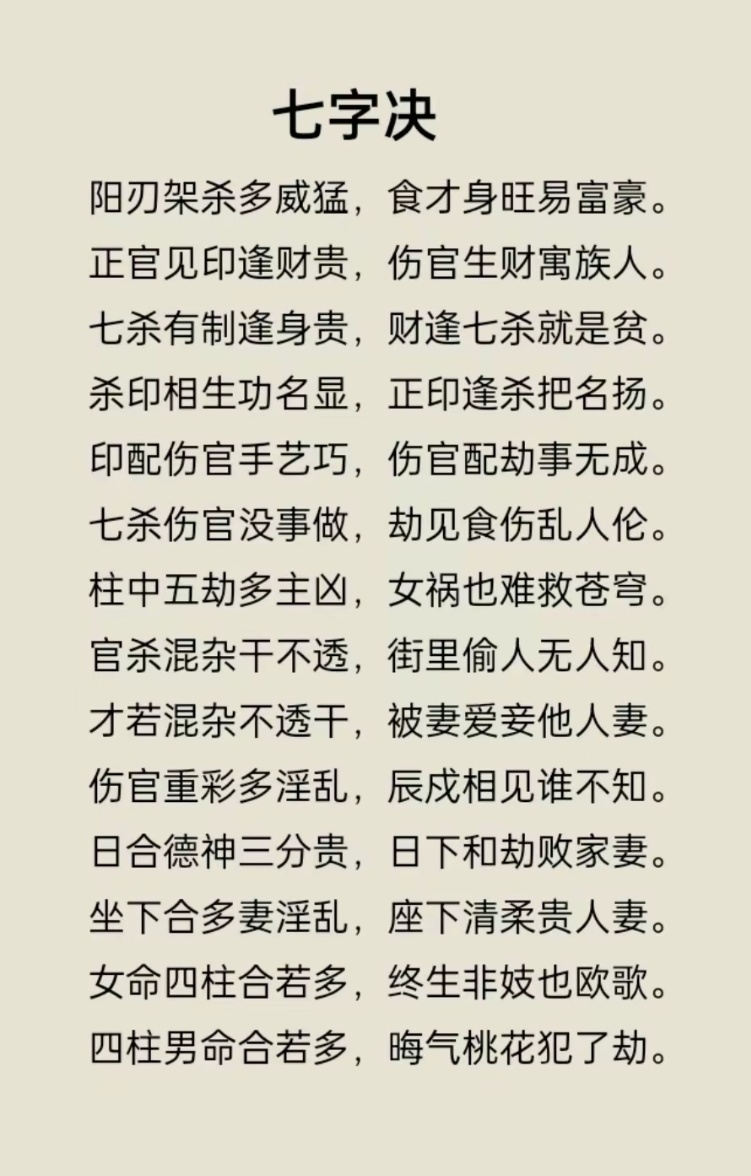 七字决
阳刃架杀多威猛，食才身旺易富豪。
正官见印逢财贵，伤官生财寓族人。
七杀有制逢身贵，财逢七杀就是贫。
杀印相生功名显，正印逢杀把名扬。
印配伤官手艺巧，伤官配劫事无成。
七杀伤官没事做，劫见食伤乱人伦。
柱中五劫多主凶，女祸也难救苍穹。
官杀混杂干不透，街里偷人无人知。
才若混杂不透干，被妻爱妾他人妻。
伤官重彩多淫乱，辰戍相见谁不知。
日合德神三分贵，日下和劫败家妻。
坐下合多妻淫乱，座下清柔贵人妻。
女命四柱合若多，终生非妓也欧歌。
四柱男命合若多，晦气桃花犯了劫。